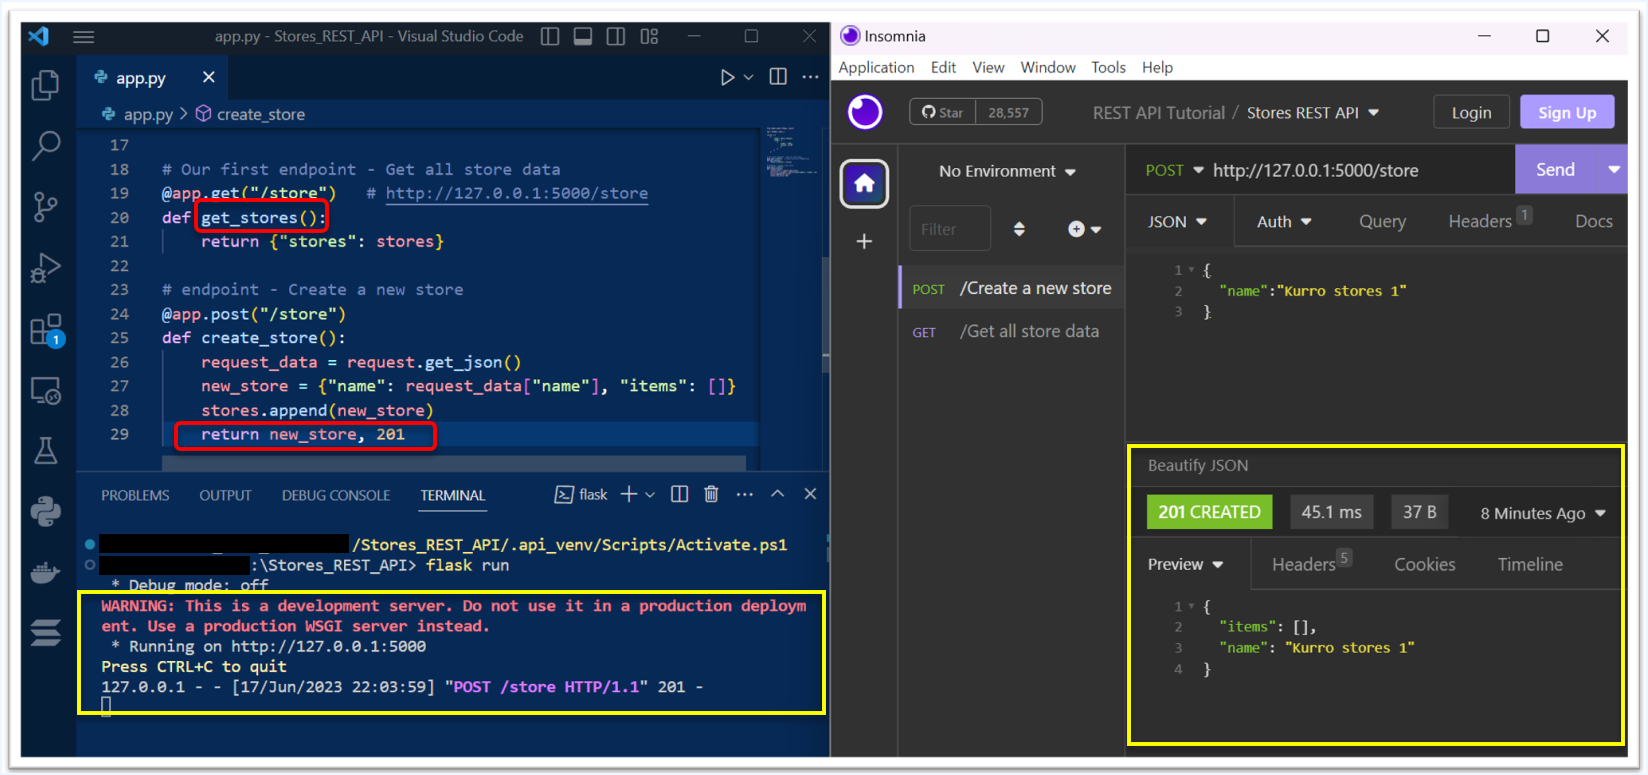 app.py - Stores_REST_API - Visual Studio Code
app.py
app.py > create_store
17
18 # Our first endpoint - Get all store data
19 @app.get("/store") # http://127.0.0.1:5000/store
20 def get_stores():
21 return {"stores": stores}
22
23 # endpoint - Create a new store
24 @app.post("/store")
25 def create_store():
26 request_data = request.get_json()
27 new_store = {"name": request_data["name"], "items": []}
28 stores.append(new_store)
29 return new_store, 201
1
PROBLEMS OUTPUT DEBUG CONSOLE TERMINAL flask
/Stores_REST_API/.api_venv/Scripts/Activate.ps1
:\Stores_REST_API> flask run
* Debug mode: off
WARNING: This is a development server. Do not use it in a production deploym
ent. Use a production WSGI server instead.
* Running on http://127.0.0.1:5000
Press CTRL+C to quit
127.0.0.1 - - [17/Jun/2023 22:03:59] "POST /store HTTP/1.1" 201 -
Insomnia
Application Edit View Window Tools Help
Star 28,557 REST API Tutorial / Stores REST API Login Sign Up
No Environment
Filter
POST /Create a new store
GET /Get all store data
POST http://127.0.0.1:5000/store Send
JSON Auth Query Headers 1 Docs
1 {
2 "name":"Kurro stores 1"
3 }
Beautify JSON
201 CREATED 45.1 ms 37 B 8 Minutes Ago
Preview Headers 5 Cookies Timeline
1 {
2 "items": [],
3 "name": "Kurro stores 1"
4 }